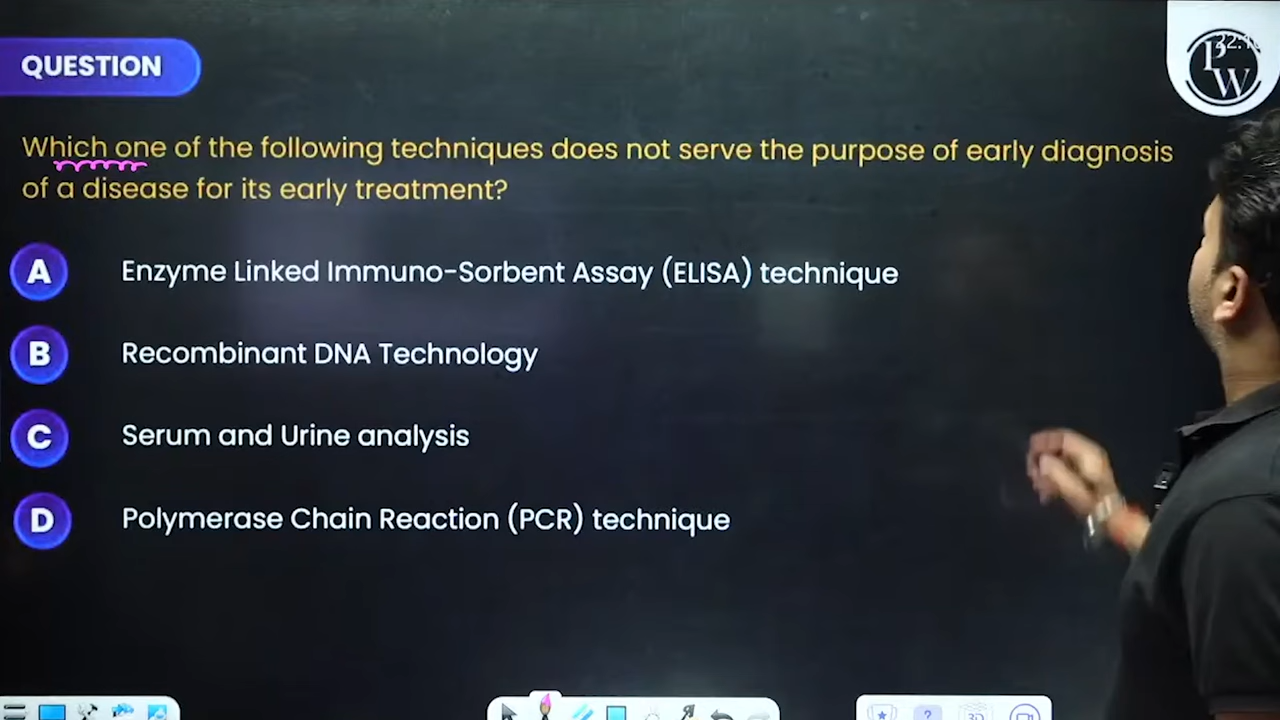 QUESTION
Which one of the following techniques does not serve the purpose of early diagnosis
of a disease for its early treatment?
A Enzyme Linked Immuno-Sorbent Assay (ELISA) technique
B Recombinant DNA Technology
C Serum and Urine analysis
D Polymerase Chain Reaction (PCR) technique
PW
?
3D